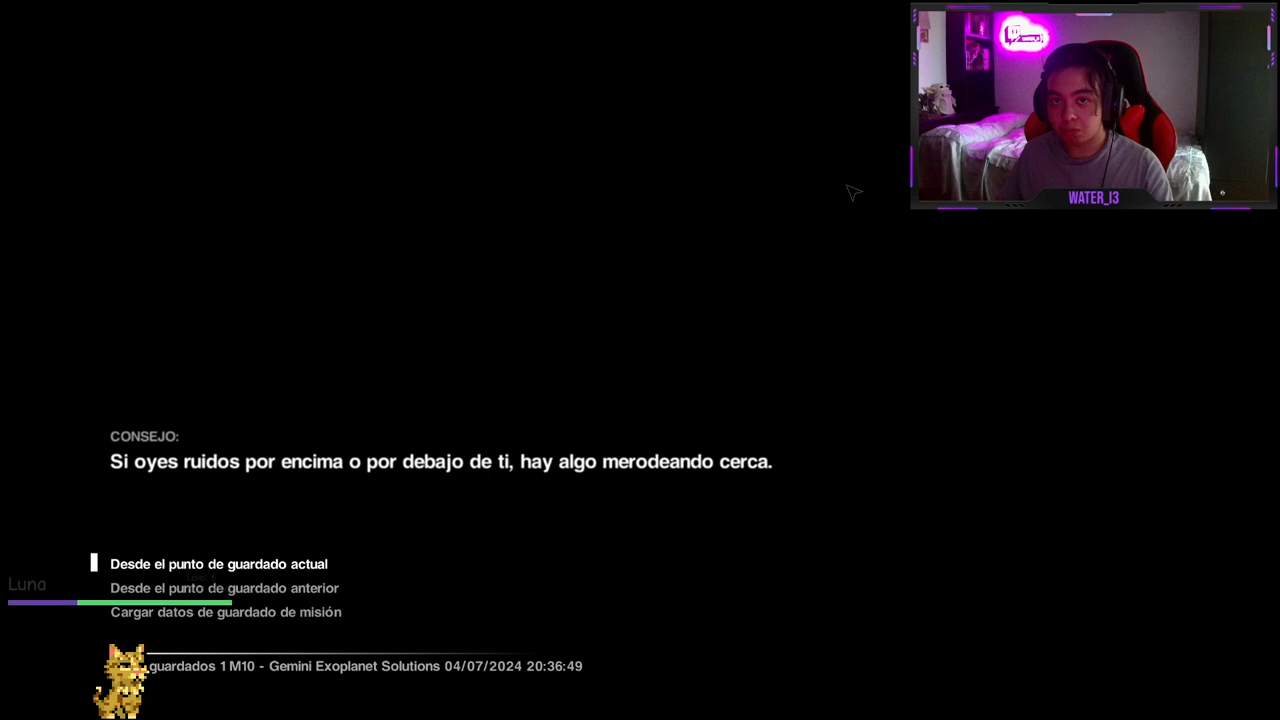 WATER_I3
CONSEJO:
Si oyes ruidos por encima o por debajo de ti, hay algo merodeando cerca.
Desde el punto de guardado actual
Luna
Desde el punto de guardado anterior
Cargar datos de guardado de misión
guardados 1 M10 - Gemini Exoplanet Solutions 04/07/2024 20:36:49